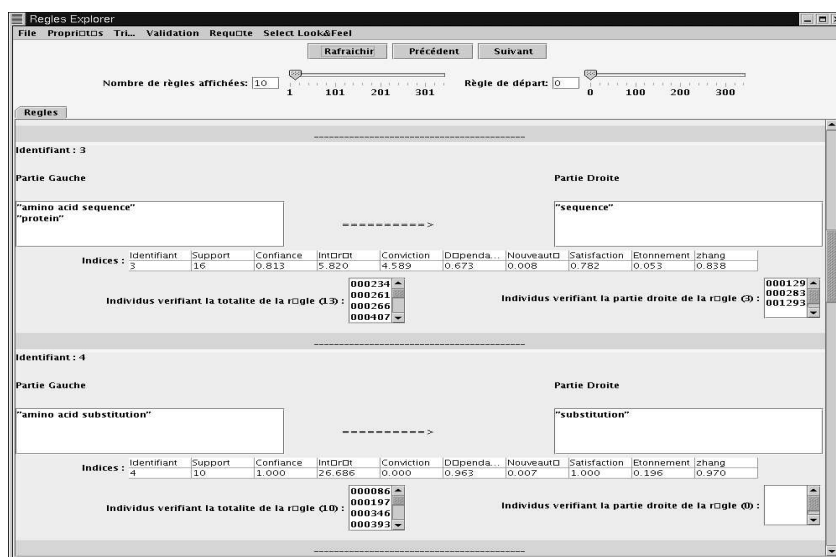 Regles Explorer
File Propri□t□s Tri... Validation Requ□te Select Look&Feel
Rafraichir Précédent Suivant
Nombre de règles affichées: 10 1 101 201 301 Règle de départ: 0 0 100 200 300
Regles
------------------------------------------
Identifiant : 3
Partie Gauche Partie Droite
"amino acid sequence" "sequence"
"protein"
----------->
Indices : Identifiant Support Confiance Int□r□t Conviction D□penda... Nouveaut□ Satisfaction Etonnement zhang
3 16 0.813 5.820 4.589 0.673 0.008 0.782 0.053 0.838
Individus verifiant la totalite de la r□gle (13) : 000234 000261 000266 000407 Individus verifiant la partie droite de la r□gle (3) : 000129 000283 001293
------------------------------------------
Identifiant : 4
Partie Gauche Partie Droite
"amino acid substitution" "substitution"
----------->
Indices : Identifiant Support Confiance Int□r□t Conviction D□penda... Nouveaut□ Satisfaction Etonnement zhang
4 10 1.000 26.686 0.000 0.963 0.007 1.000 0.196 0.970
Individus verifiant la totalite de la r□gle (10) : 000086 000197 000346 000393 Individus verifiant la partie droite de la r□gle (0) :
------------------------------------------